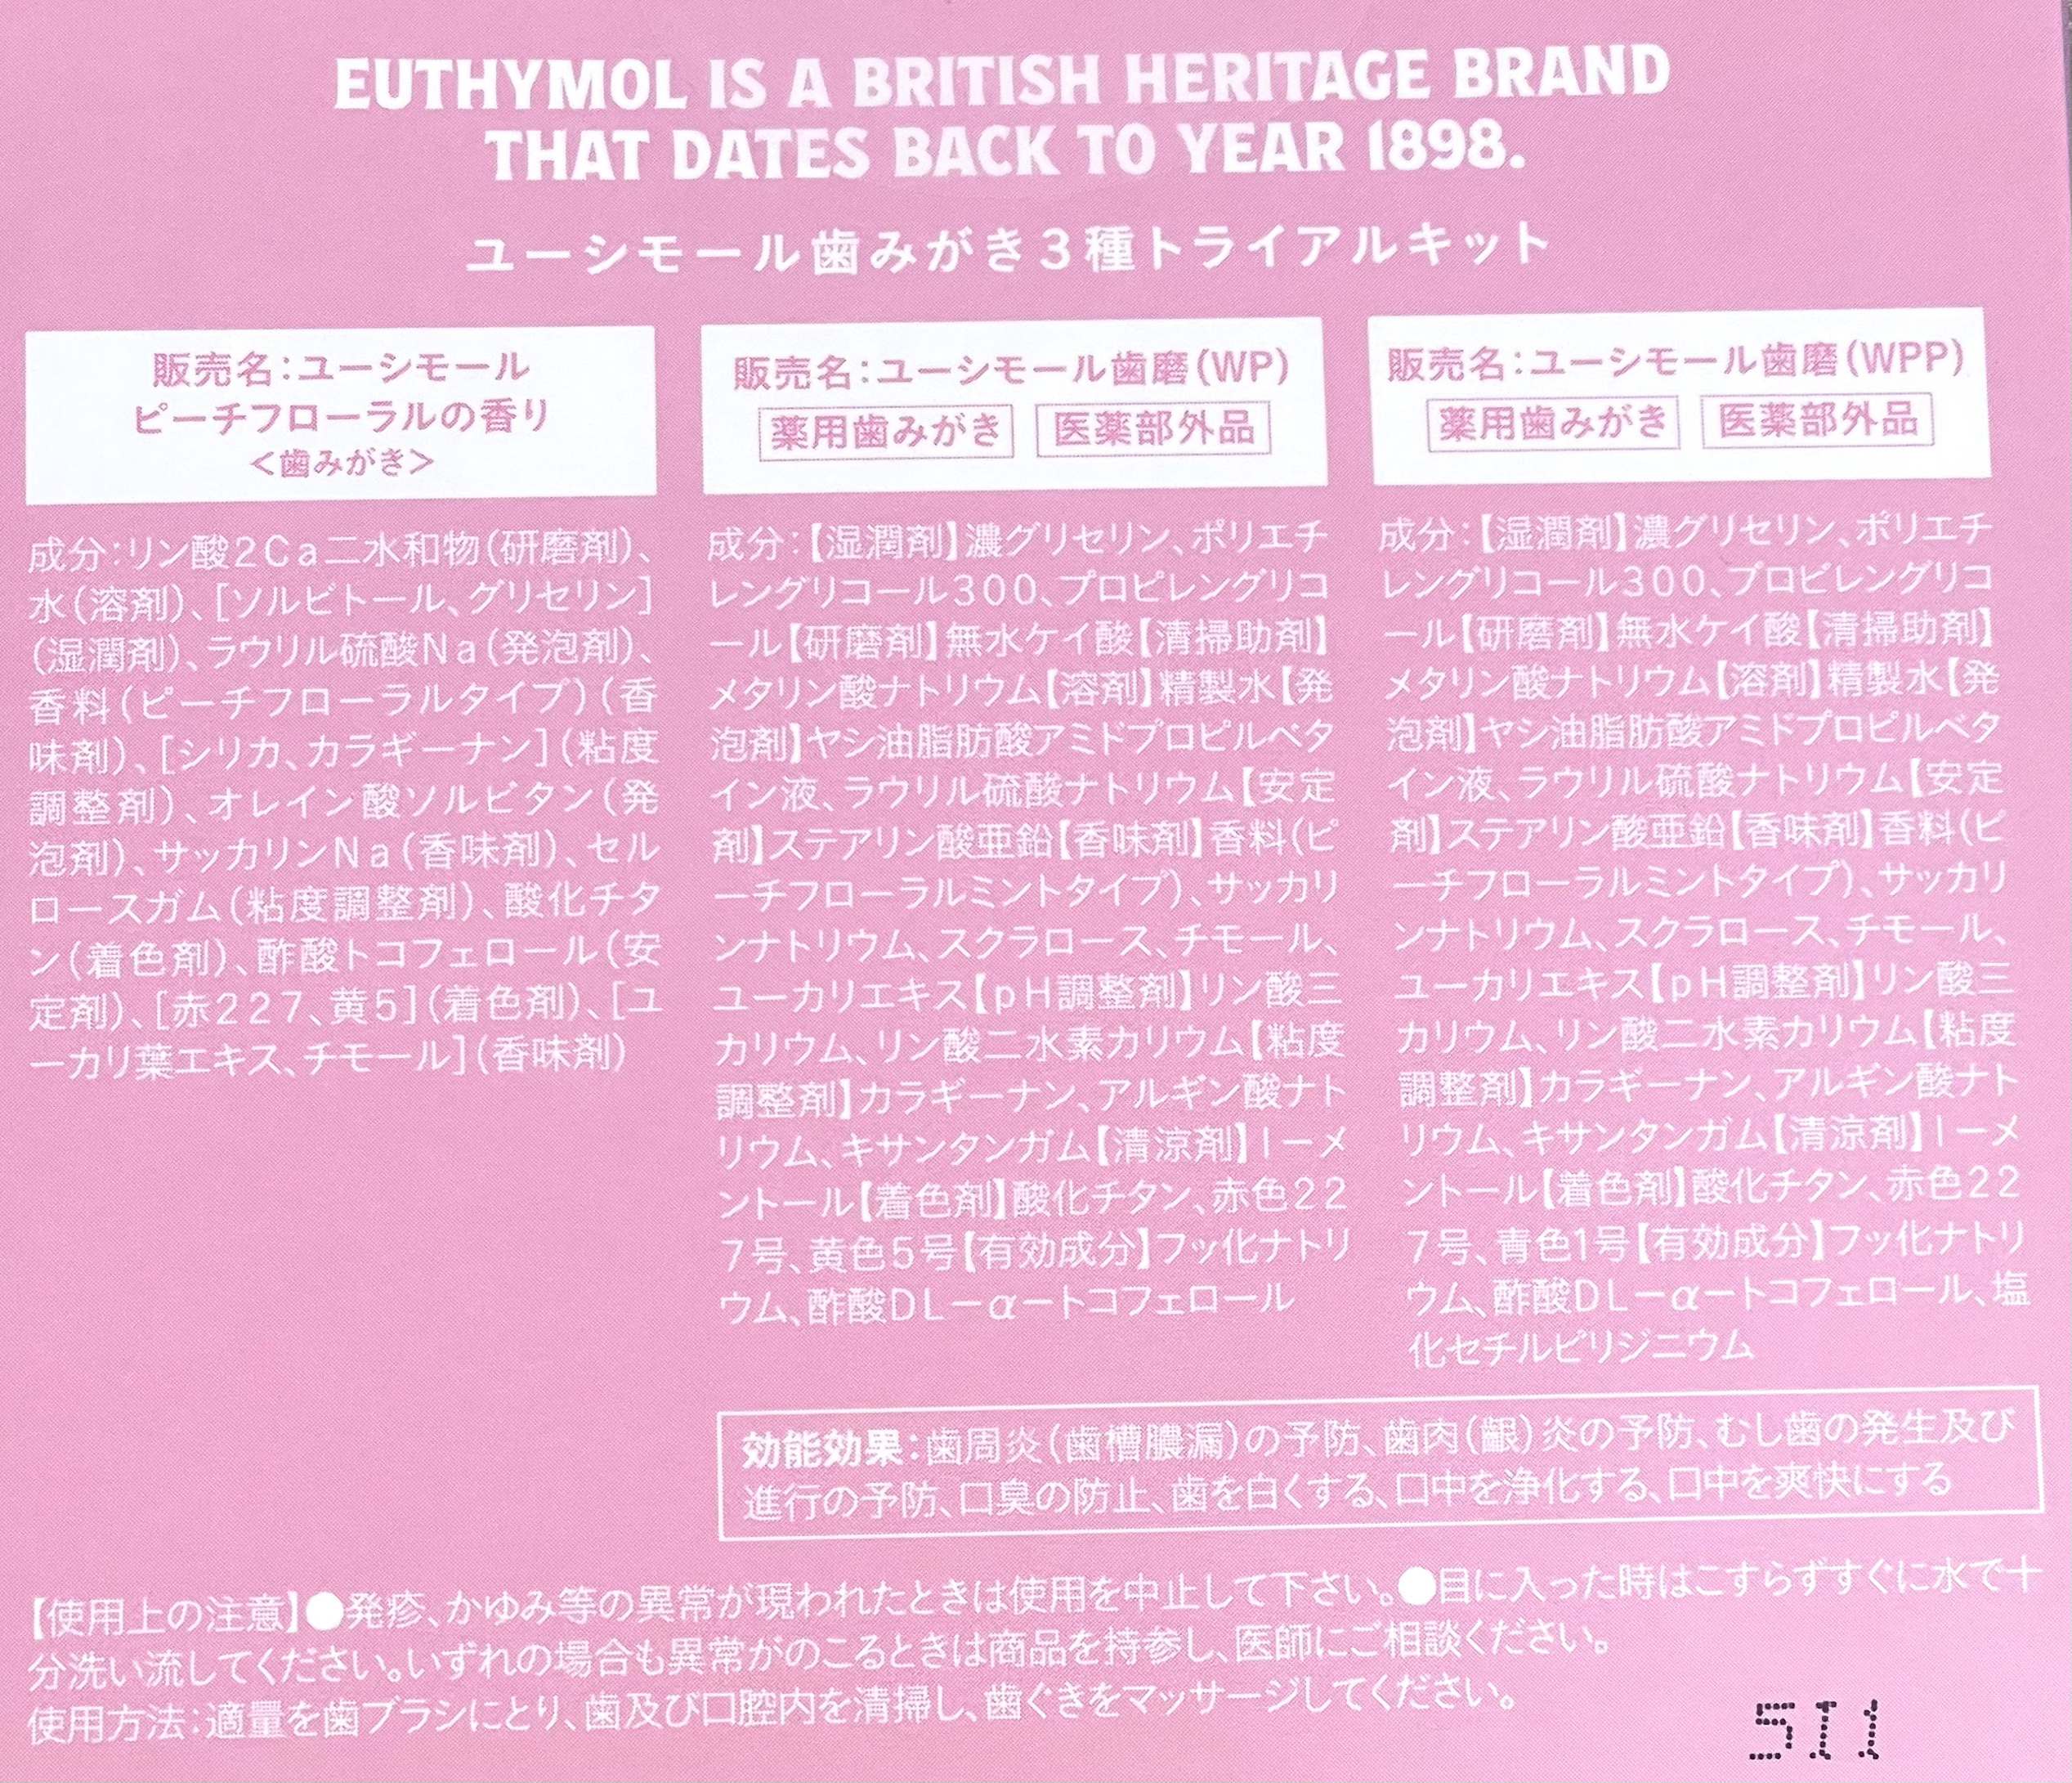 EUTHYMOL IS A BRITISH HERITAGE BRAND
THAT DATES BACK TO YEAR 1898.
ユーシモール歯みがき3種トライアルキット
販売名:ユーシモール
ピーチフローラルの香り
<歯みがき>
成分:リン酸2Ca二水和物(研磨剤)、
水(溶剤)、[ソルビトール、グリセリン]
(湿潤剤)、ラウリル硫酸Na(発泡剤)、
香料(ピーチフローラルタイプ)(香
味剤)、[シリカ、カラギーナン](粘度
調整剤)、オレイン酸ソルビタン(発
泡剤)、サッカリンNa(香味剤)、セル
ロースガム(粘度調整剤)、酸化チタ
ン(着色剤)、酢酸トコフェロール(安
定剤)、[赤227、黄5](着色剤)、[ユ
ーカリ葉エキス、チモール](香味剤)
販売名:ユーシモール歯磨(WP)
薬用歯みがき 医薬部外品
成分:【湿潤剤】濃グリセリン、ポリエチ
レングリコール300、プロピレングリコ
ール【研磨剤】無水ケイ酸【清掃助剤】
メタリン酸ナトリウム【溶剤】精製水【発
泡剤】ヤシ油脂肪酸アミドプロピルベタ
イン液、ラウリル硫酸ナトリウム【安定
剤】ステアリン酸亜鉛【香味剤】香料(ピ
ーチフローラルミントタイプ)、サッカリ
ンナトリウム、スクラロース、チモール、
ユーカリエキス【pH調整剤】リン酸三
カリウム、リン酸二水素カリウム【粘度
調整剤】カラギーナン、アルギン酸ナト
リウム、キサンタンガム【清涼剤】l-メ
ントール【着色剤】酸化チタン、赤色22
7号、黄色5号【有効成分】フッ化ナトリ
ウム、酢酸DL-α-トコフェロール
販売名:ユーシモール歯磨(WPP)
薬用歯みがき 医薬部外品
成分:【湿潤剤】濃グリセリン、ポリエチ
レングリコール300、プロピレングリコ
ール【研磨剤】無水ケイ酸【清掃助剤】
メタリン酸ナトリウム【溶剤】精製水【発
泡剤】ヤシ油脂肪酸アミドプロピルベタ
イン液、ラウリル硫酸ナトリウム【安定
剤】ステアリン酸亜鉛【香味剤】香料(ピ
ーチフローラルミントタイプ)、サッカリ
ンナトリウム、スクラロース、チモール、
ユーカリエキス【pH調整剤】リン酸三
カリウム、リン酸二水素カリウム【粘度
調整剤】カラギーナン、アルギン酸ナト
リウム、キサンタンガム【清涼剤】l-メ
ントール【着色剤】酸化チタン、赤色22
7号、青色1号【有効成分】フッ化ナトリ
ウム、酢酸DL-α-トコフェロール、塩
化セチルピリジニウム
効能効果:歯周炎(歯槽膿漏)の予防、歯肉(齦)炎の予防、むし歯の発生及び
進行の予防、口臭の防止、歯を白くする、口中を浄化する、口中を爽快にする
【使用上の注意】●発疹、かゆみ等の異常が現われたときは使用を中止して下さい。●目に入った時はこすらずすぐに水で十
分洗い流してください。いずれの場合も異常がのこるときは商品を持参し、医師にご相談ください。
使用方法:適量を歯ブラシにとり、歯及び口腔内を清掃し、歯ぐきをマッサージしてください。
5I1